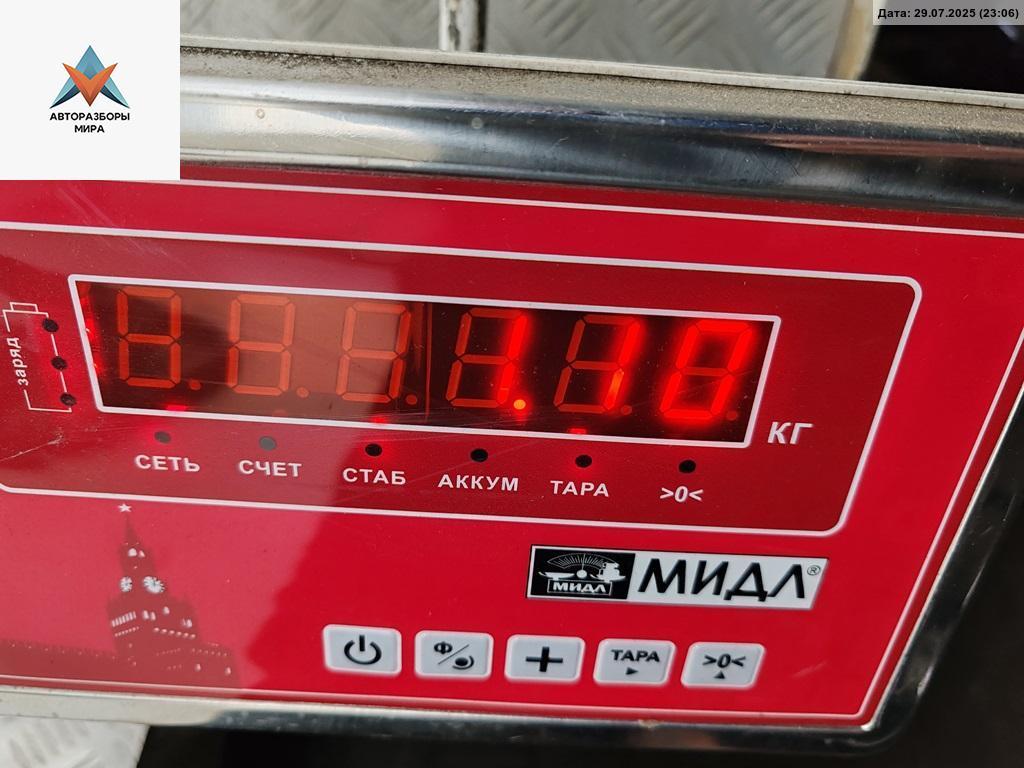 Дата: 29.07.2025 (23:06)
АВТОРАЗБОРЫ
МИРА
заряд
1.10
КГ
СЕТЬ СЧЕТ СТАБ АККУМ ТАРА >0<
МИДЛ МИДЛ®
Ф/ + ТАРА >0<